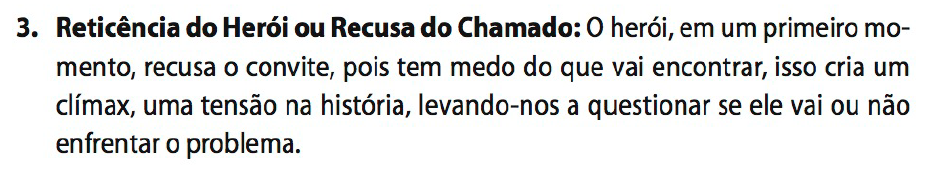 3. Reticência do Herói ou Recusa do Chamado: O herói, em um primeiro mo-
mento, recusa o convite, pois tem medo do que vai encontrar, isso cria um
clímax, uma tensão na história, levando-nos a questionar se ele vai ou não
enfrentar o problema.